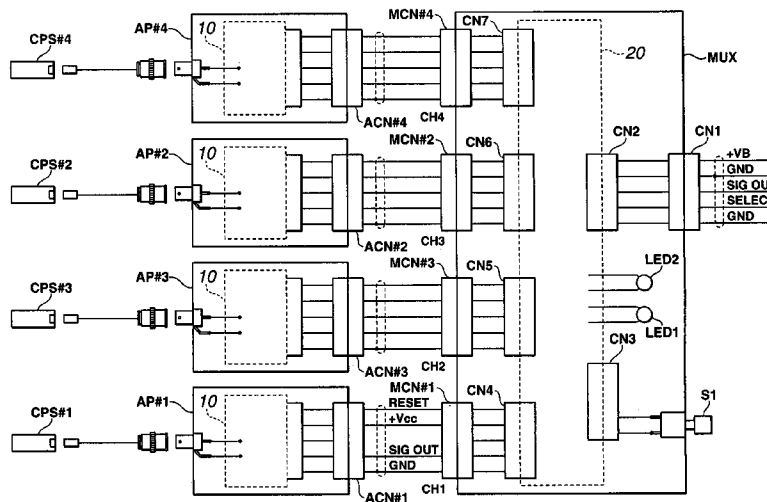 CPS#4
AP#4
10
ACN#4
MCN#4
CH4
CN7
20
MUX
CPS#2
AP#2
10
ACN#2
MCN#2
CH3
CN6
CN2
CN1
+VB
GND
SIG OU
SELEC
GND
CPS#3
AP#3
10
ACN#3
MCN#3
CH2
CN5
LED2
LED1
CPS#1
AP#1
10
ACN#1
MCN#1
RESET
+Vcc
SIG OUT
GND
CH1
CN4
CN3
S1